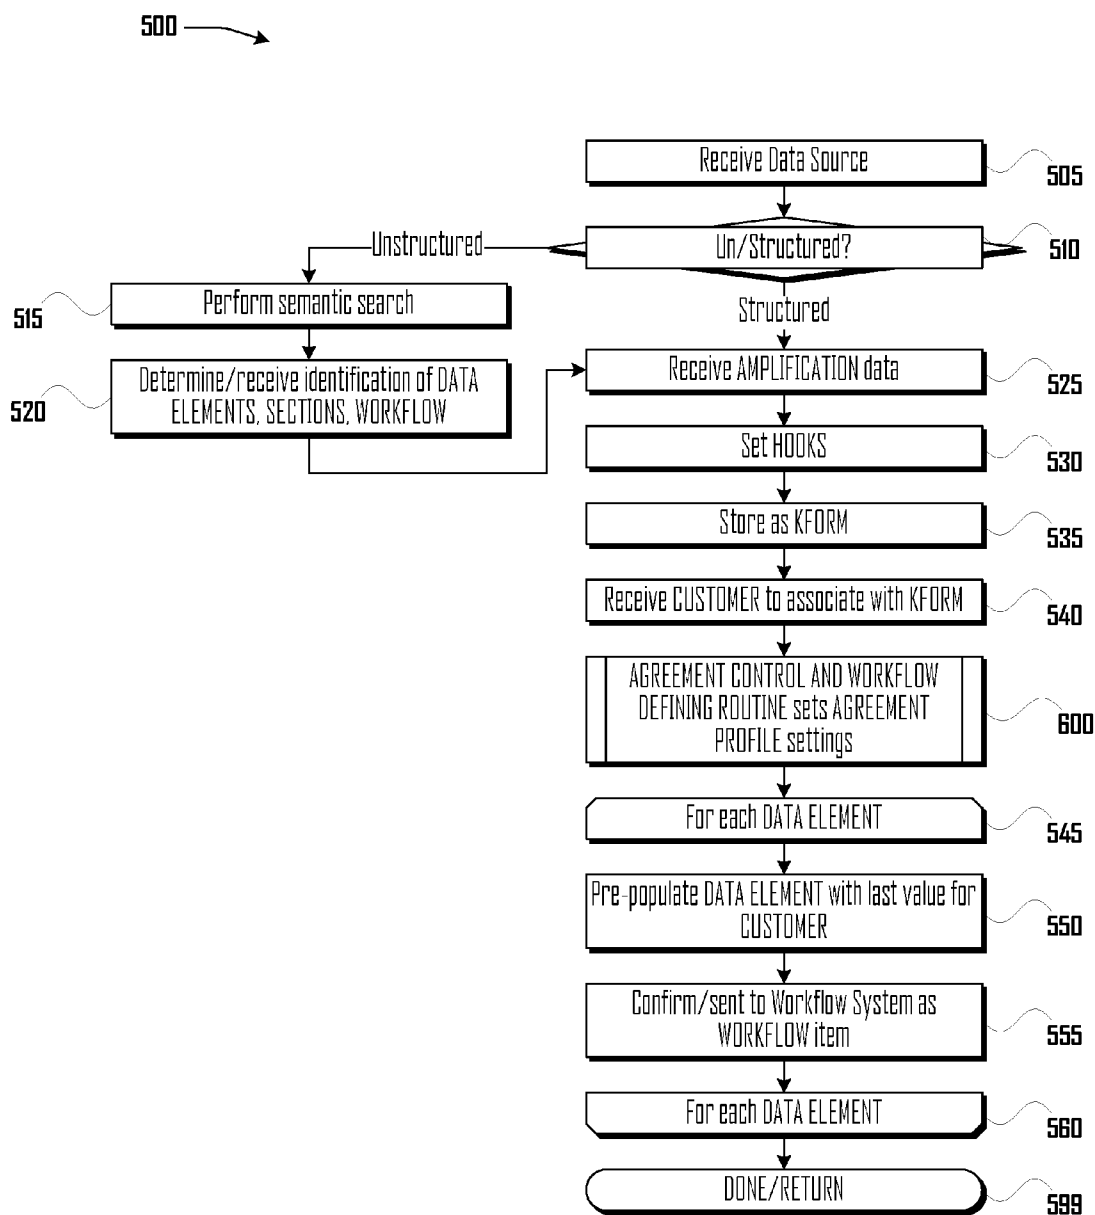 500
Receive Data Source
505
Un/Structured?
510
Unstructured
Structured
Perform semantic search
515
Determine/receive identification of DATA
ELEMENTS, SECTIONS, WORKFLOW
520
Receive AMPLIFICATION data
525
Set HOOKS
530
Store as KFORM
535
Receive CUSTOMER to associate with KFORM
540
AGREEMENT CONTROL AND WORKFLOW
DEFINING ROUTINE sets AGREEMENT
PROFILE settings
600
For each DATA ELEMENT
545
Pre-populate DATA ELEMENT with last value for
CUSTOMER
550
Confirm/sent to Workflow System as
WORKFLOW item
555
For each DATA ELEMENT
560
DONE/RETURN
599